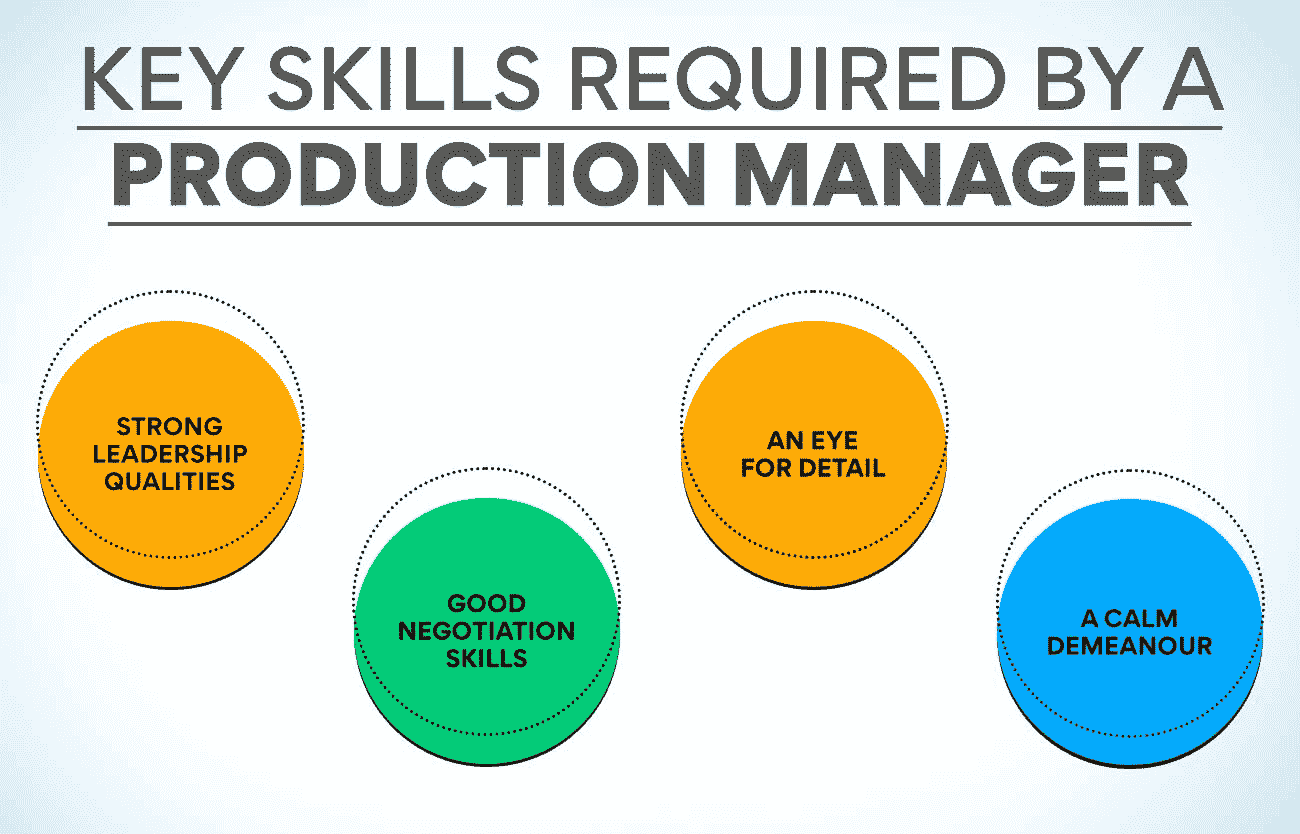 KEY SKILLS REQUIRED BY A
PRODUCTION MANAGER
STRONG
LEADERSHIP
QUALITIES
GOOD
NEGOTIATION
SKILLS
AN EYE
FOR DETAIL
A CALM
DEMEANOUR